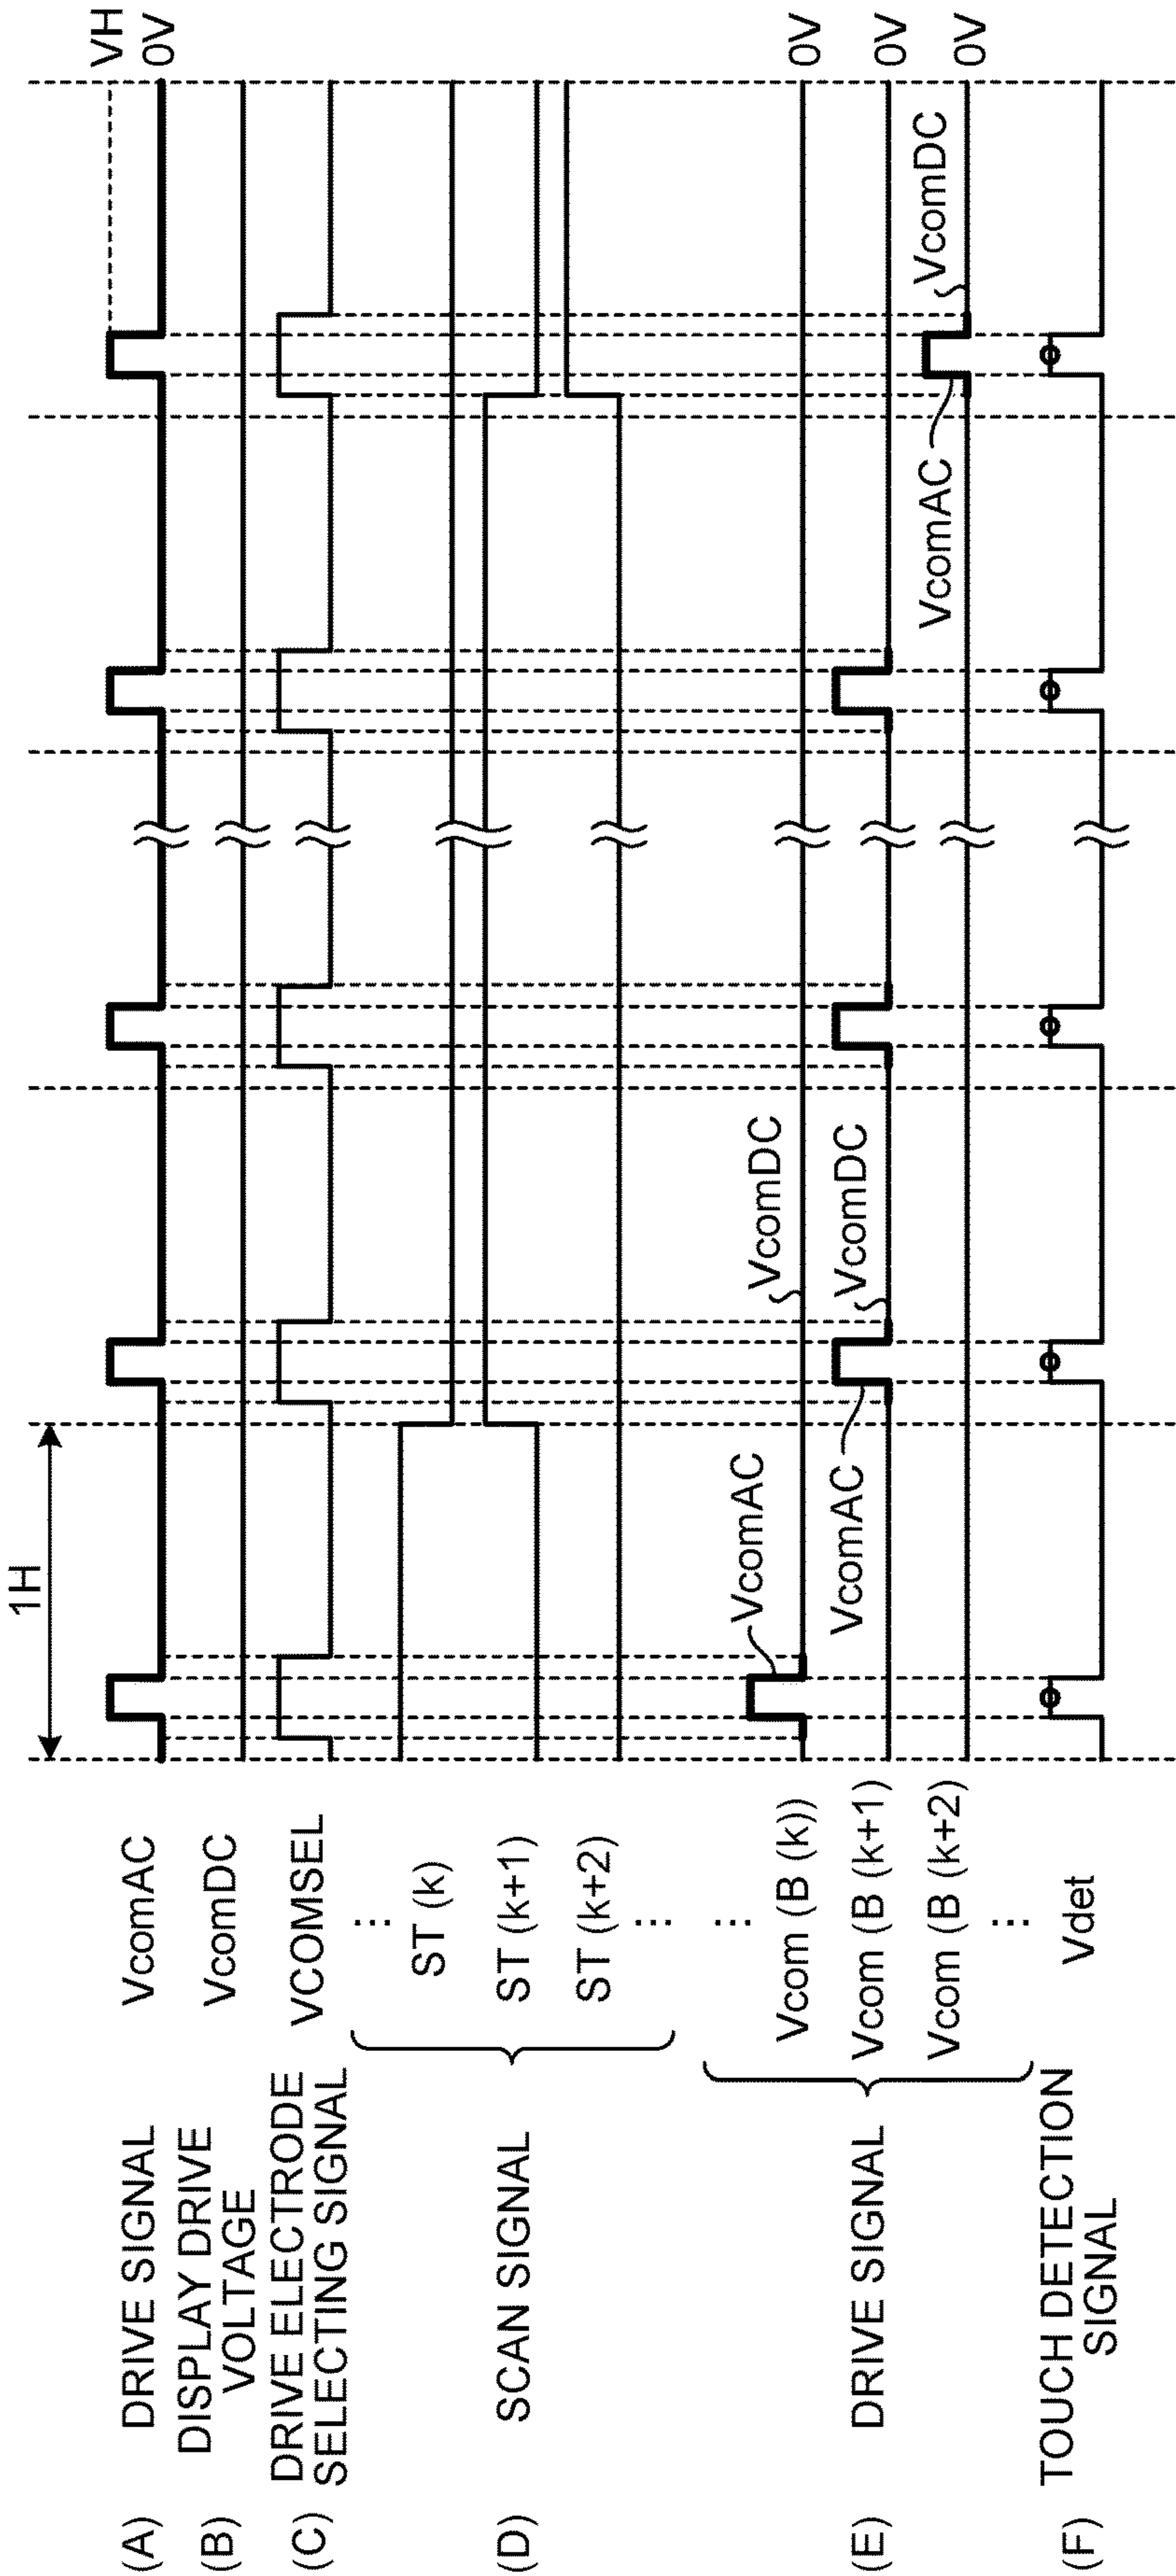 1H
VH
(A) DRIVE SIGNAL VcomAC 0V
(B) DISPLAY DRIVE
VOLTAGE VcomDC
(C) DRIVE ELECTRODE
SELECTING SIGNAL VCOMSEL
...
ST (k)
(D) SCAN SIGNAL ST (k+1)
ST (k+2)
...
...
VcomAC VcomDC
Vcom (B (k)) 0V
VcomAC VcomDC
(E) DRIVE SIGNAL Vcom (B (k+1) 0V
VcomAC VcomDC
Vcom (B (k+2) 0V
...
(F) TOUCH DETECTION
SIGNAL Vdet